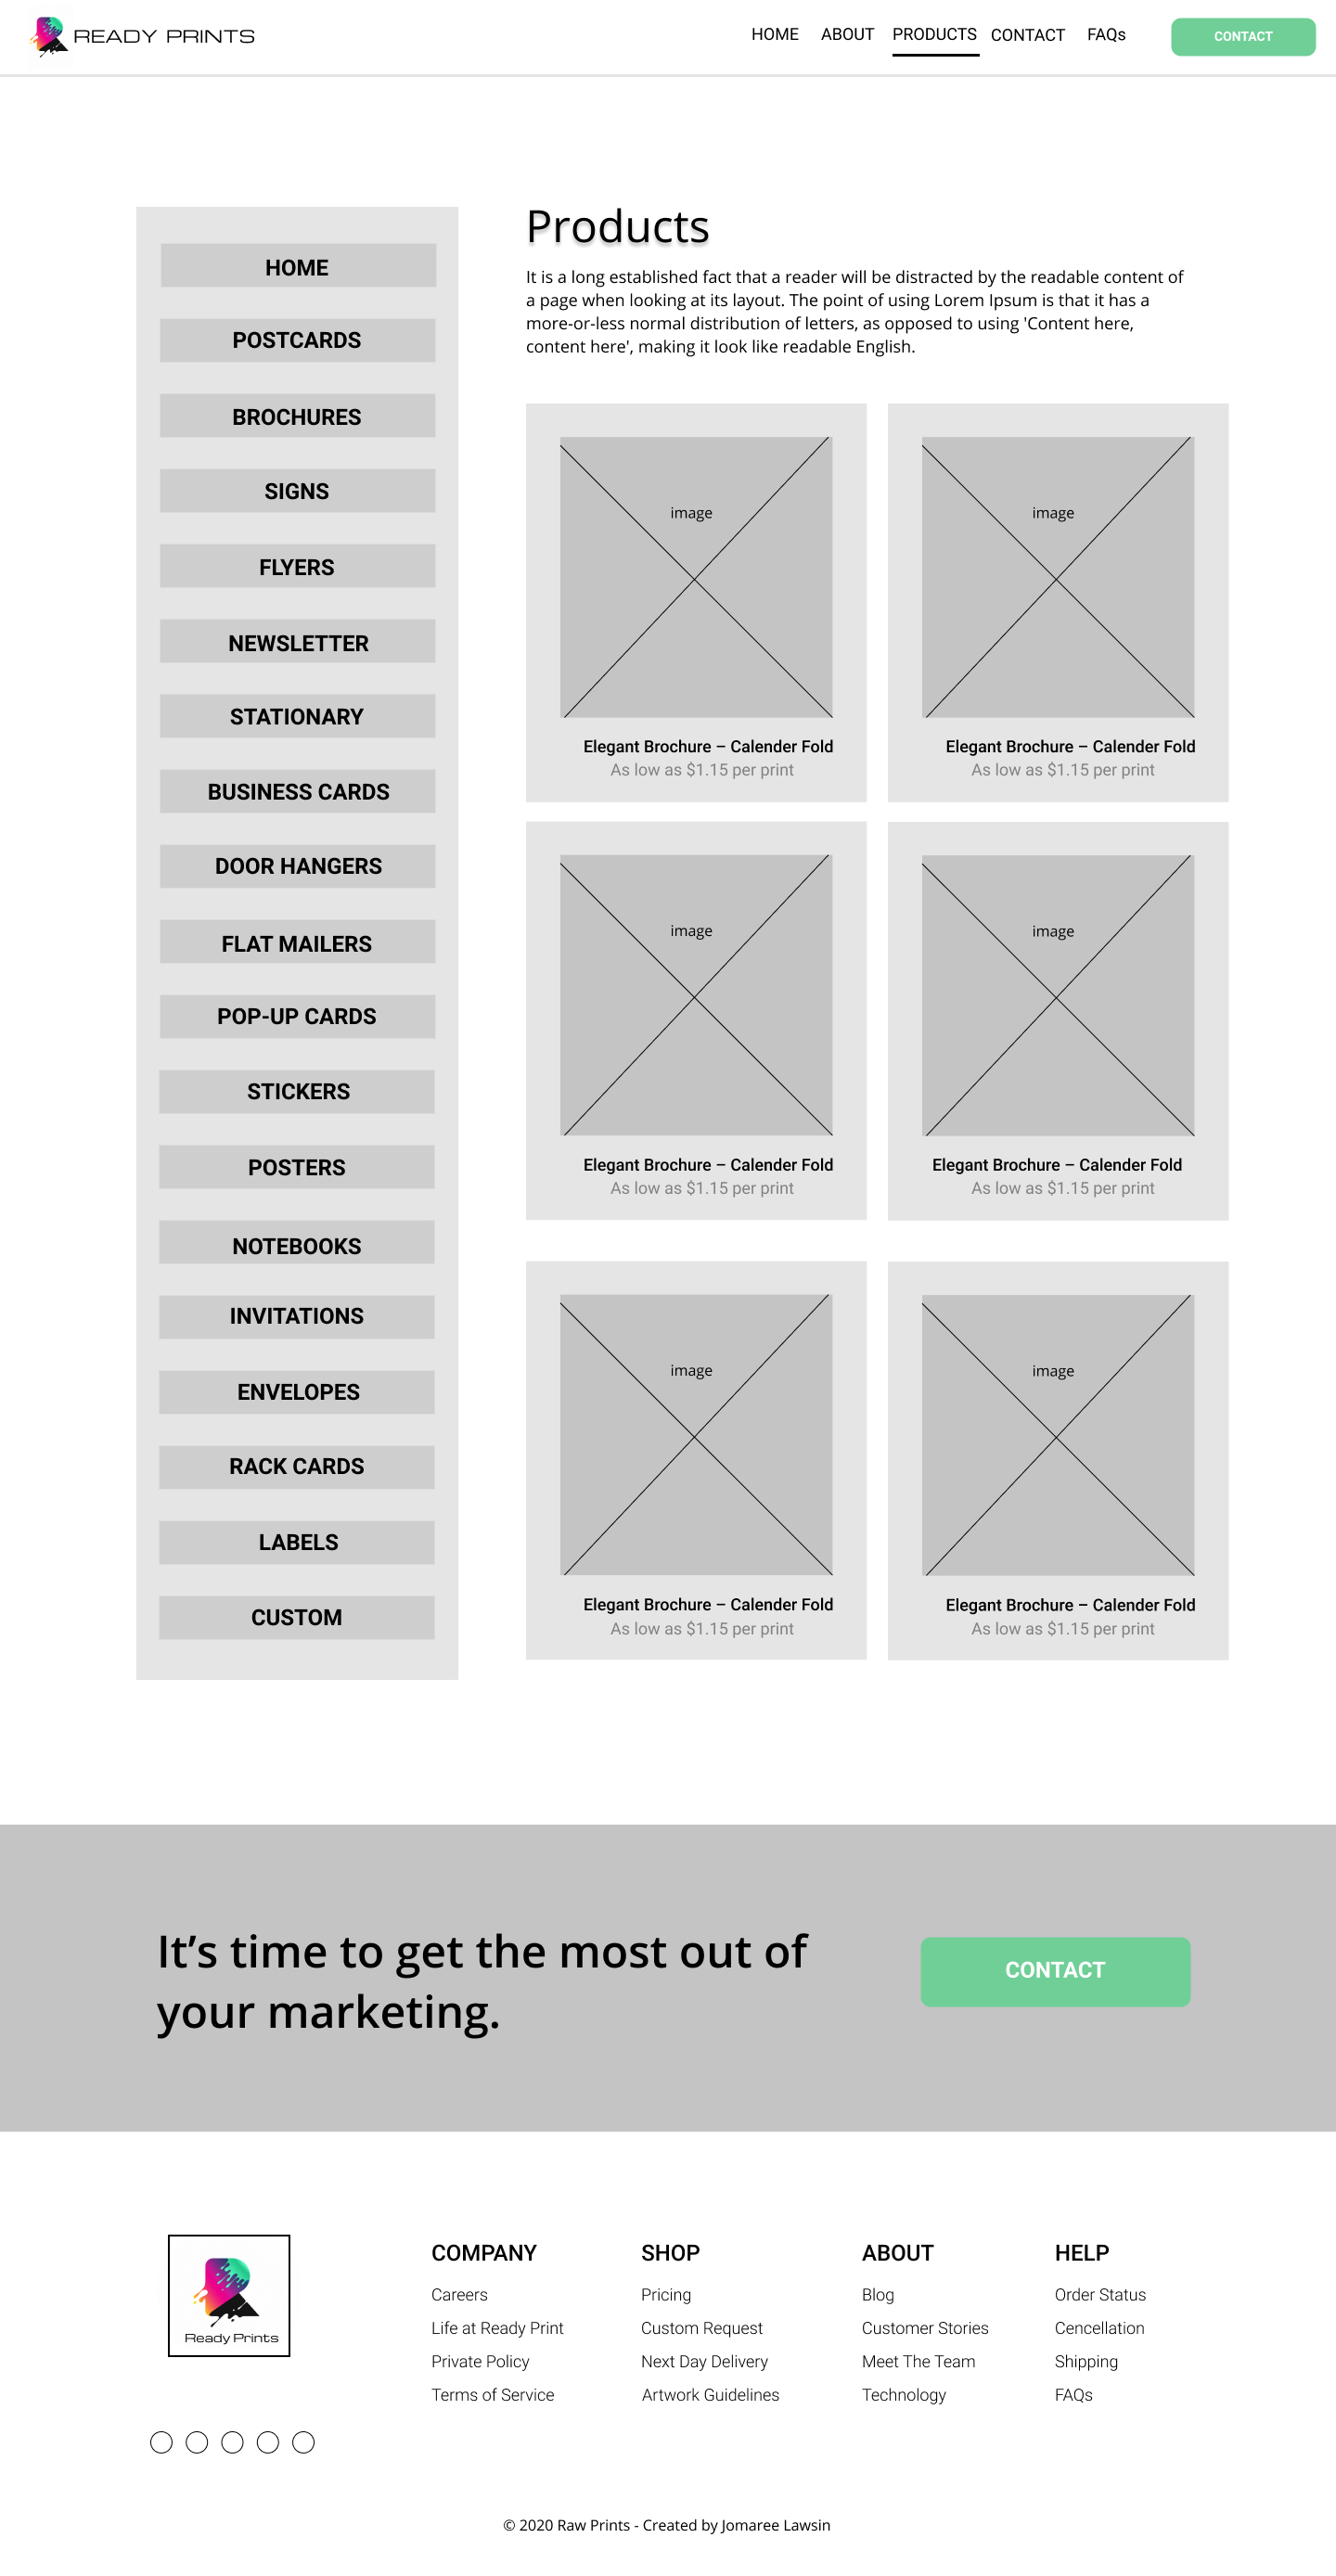 READY PRINTS
HOME ABOUT PRODUCTS CONTACT FAQs
CONTACT
HOME
POSTCARDS
BROCHURES
SIGNS
FLYERS
NEWSLETTER
STATIONARY
BUSINESS CARDS
DOOR HANGERS
FLAT MAILERS
POP-UP CARDS
STICKERS
POSTERS
NOTEBOOKS
INVITATIONS
ENVELOPES
RACK CARDS
LABELS
CUSTOM
Products
It is a long established fact that a reader will be distracted by the readable content of
a page when looking at its layout. The point of using Lorem Ipsum is that it has a
more-or-less normal distribution of letters, as opposed to using 'Content here,
content here', making it look like readable English.
image
Elegant Brochure – Calender Fold
As low as $1.15 per print
image
Elegant Brochure – Calender Fold
As low as $1.15 per print
image
Elegant Brochure – Calender Fold
As low as $1.15 per print
image
Elegant Brochure – Calender Fold
As low as $1.15 per print
image
Elegant Brochure – Calender Fold
As low as $1.15 per print
image
Elegant Brochure – Calender Fold
As low as $1.15 per print
It’s time to get the most out of
your marketing.
CONTACT
Ready Prints
COMPANY
Careers
Life at Ready Print
Private Policy
Terms of Service
SHOP
Pricing
Custom Request
Next Day Delivery
Artwork Guidelines
ABOUT
Blog
Customer Stories
Meet The Team
Technology
HELP
Order Status
Cencellation
Shipping
FAQs
© 2020 Raw Prints - Created by Jomaree Lawsin